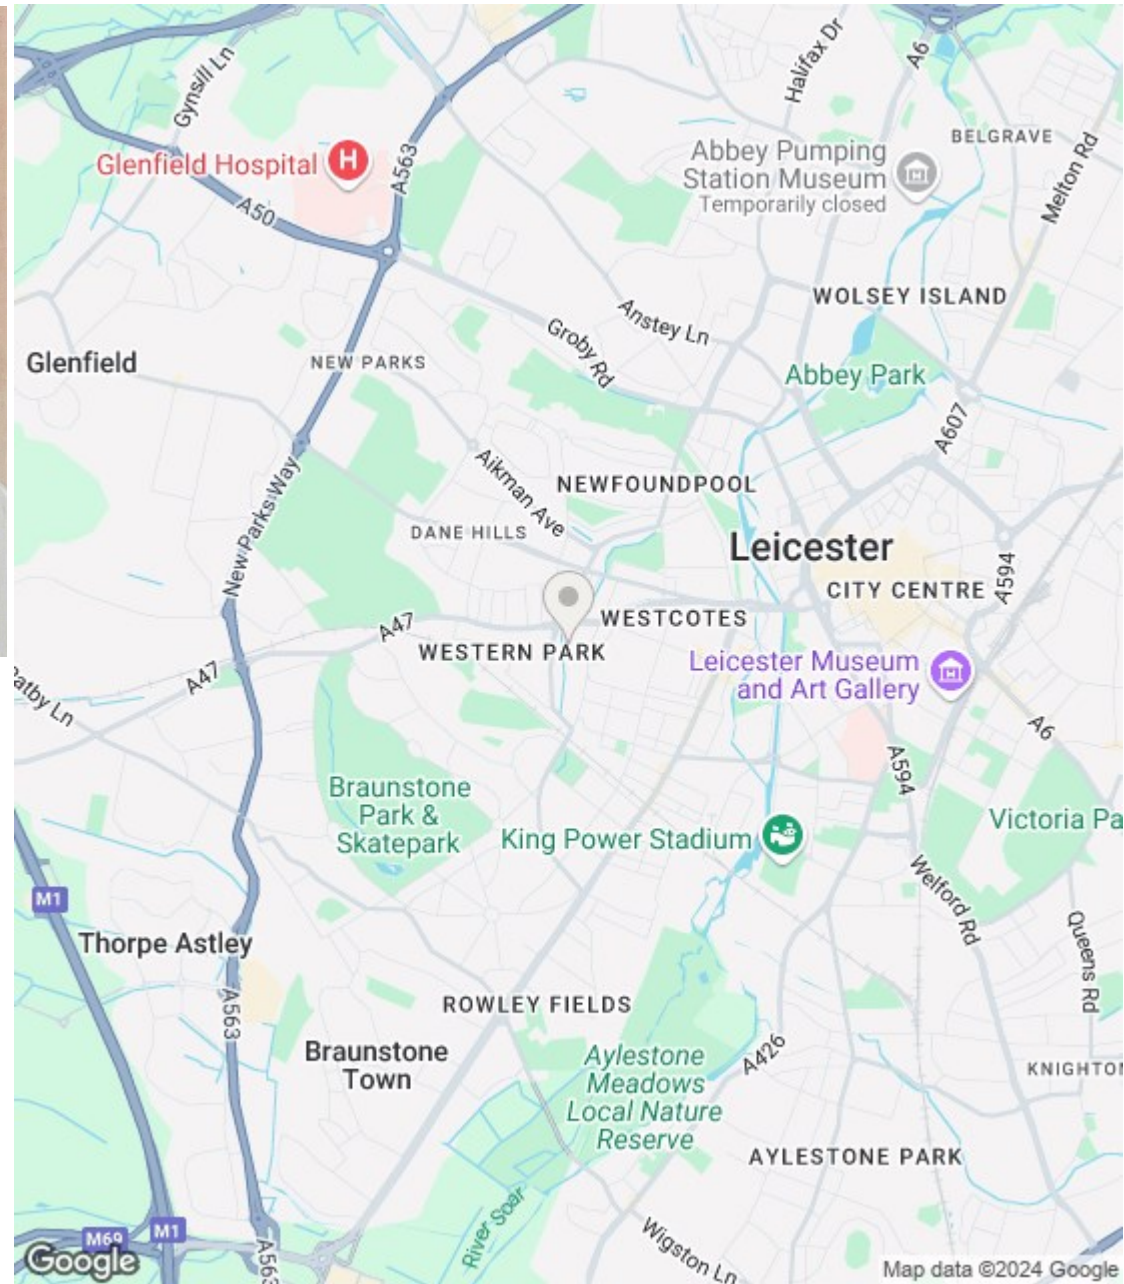 Gynsill Ln
Halifax Dr
A6
BELGRAVE
Melton Rd
Glenfield Hospital
H
A563
Abbey Pumping
Station Museum
Temporarily closed
A50
WOLSEY ISLAND
Anstey Ln
Groby Rd
Glenfield
NEW PARKS
Abbey Park
A607
Aikman Ave
NEWFOUNDPOOL
New Parks Way
DANE HILLS
Leicester
CITY CENTRE
A594
A47
WESTCOTES
WESTERN PARK
Leicester Museum
and Art Gallery
A47
Ratby Ln
A6
A594
Braunstone
Park &
Skatepark
King Power Stadium
Victoria Pa
M1
Welford Rd
Queens Rd
Thorpe Astley
A563
ROWLEY FIELDS
Braunstone
Town
Aylestone
Meadows
Local Nature
Reserve
A426
KNIGHTON
AYLESTONE PARK
River Soar
Wigston Ln
M69
M1
A563
Google
Map data ©2024 Google